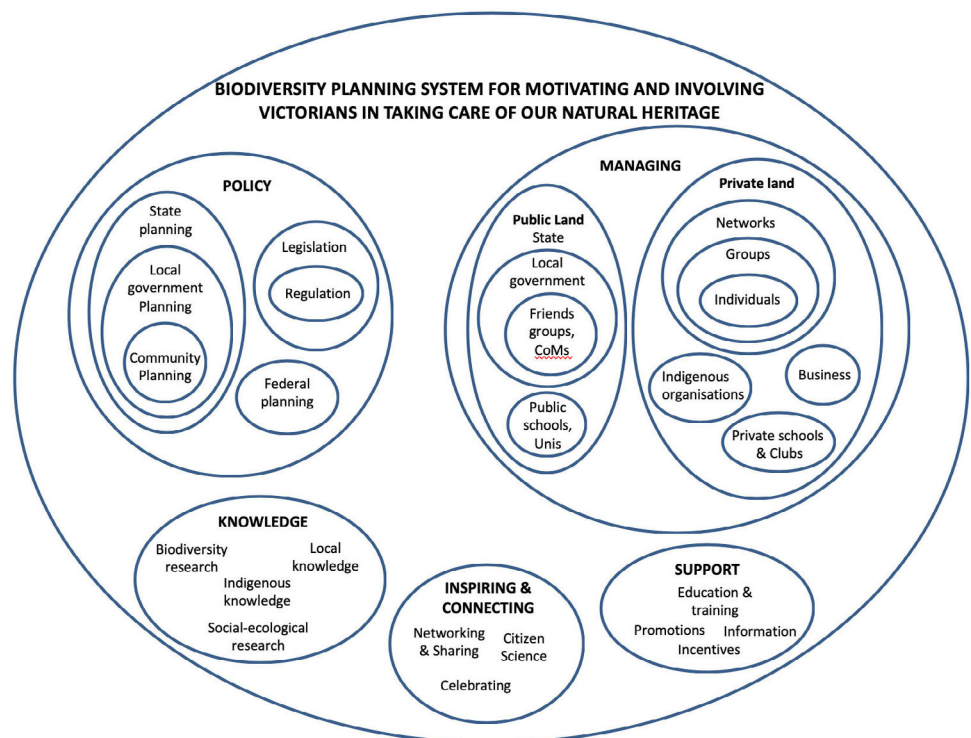 BIODIVERSITY PLANNING SYSTEM FOR MOTIVATING AND INVOLVING
VICTORIANS IN TAKING CARE OF OUR NATURAL HERITAGE
POLICY
State
planning
Local
government
Planning
Community
Planning
Legislation
Regulation
Federal
planning
MANAGING
Public Land
State
Local
government
Friends
groups,
CoMs
Public
schools,
Unis
Private land
Networks
Groups
Individuals
Indigenous
organisations
Business
Private schools
& Clubs
KNOWLEDGE
Biodiversity
research
Local
knowledge
Indigenous
knowledge
Social-ecological
research
INSPIRING &
CONNECTING
Networking
& Sharing
Citizen
Science
Celebrating
SUPPORT
Education &
training
Promotions
Information
Incentives